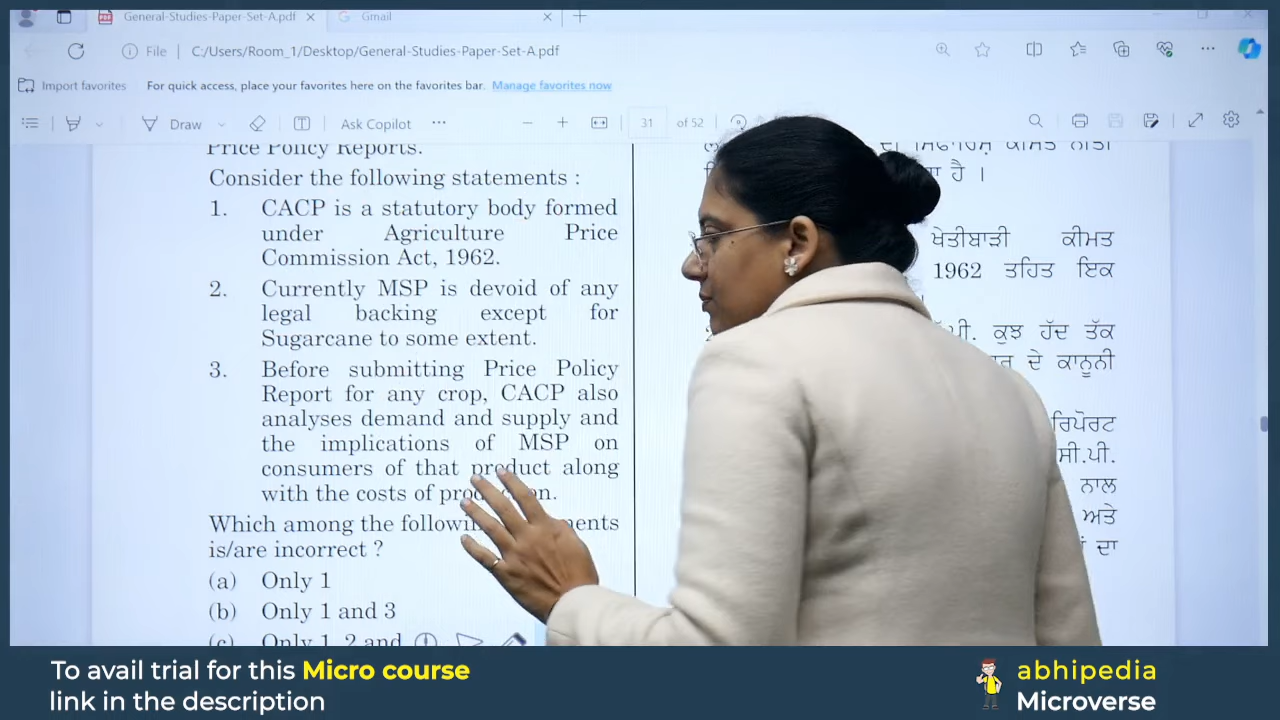 General-Studies-Paper-Set-A.pdf
Gmail
File C:/Users/Room_1/Desktop/General-Studies-Paper-Set-A.pdf
Import favorites For quick access, place your favorites here on the favorites bar. Manage favorites now
Draw Ask Copilot 31 of 52
Price Policy Reports.
Consider the following statements :
1. CACP is a statutory body formed
under Agriculture Price
Commission Act, 1962.
2. Currently MSP is devoid of any
legal backing except for
Sugarcane to some extent.
3. Before submitting Price Policy
Report for any crop, CACP also
analyses demand and supply and
the implications of MSP on
consumers of that product along
with the costs of
Which among the
is/are incorrect ?
(a) Only 1
(b) Only 1 and 3
(c) Only 1, 2 and
ਹੈ ।
ਖੇਤੀਬਾੜੀ ਕੀਮਤ
1962 ਤਹਿਤ ਇਕ
ਕੁਝ ਹੱਦ ਤੱਕ
ਦੇ ਕਾਨੂੰਨੀ
ਰਿਪੋਰਟ
ਸੀ.ਪੀ.
ਨਾਲ
ਅਤੇ
ਦਾ
To avail trial for this Micro course
link in the description
abhipedia
Microverse